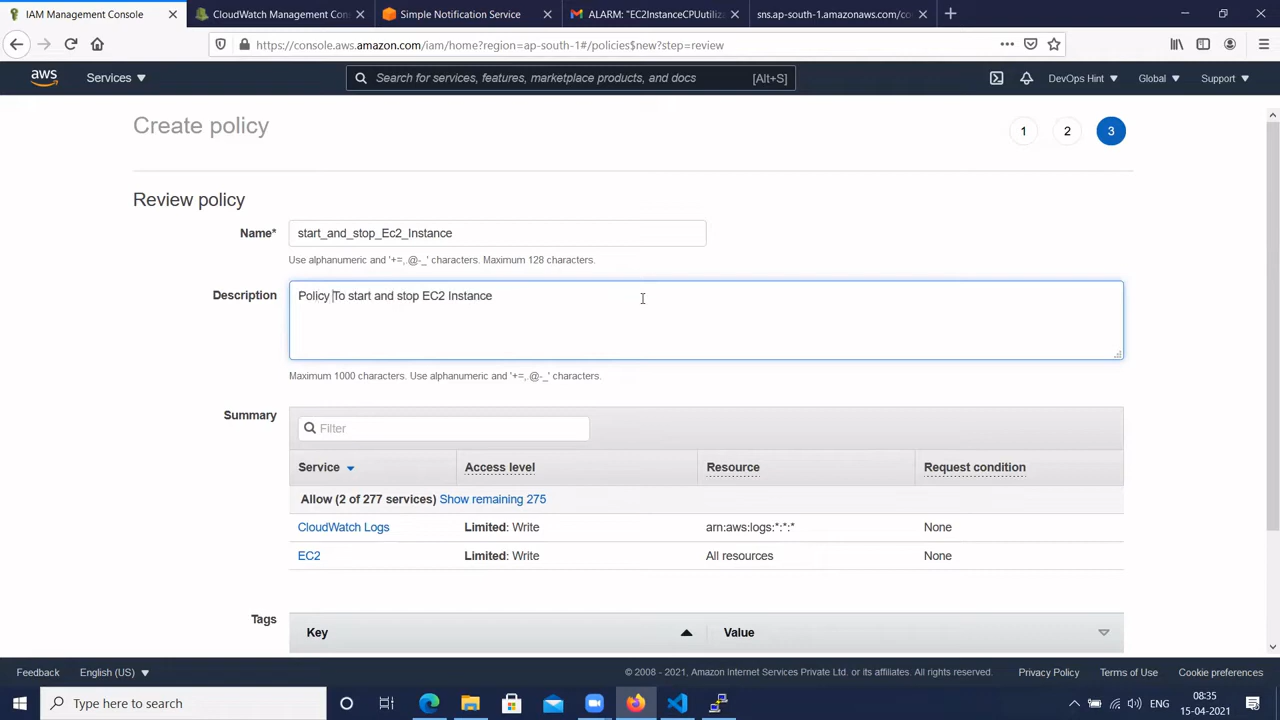 IAM Management Console
CloudWatch Management Con
Simple Notification Service
ALARM: "EC2InstanceCPUutiliza
sns.ap-south-1.amazonaws.com/co
https://console.aws.amazon.com/iam/home?region=ap-south-1#/policies$new?step=review
aws
Services
Search for services, features, marketplace products, and docs
[Alt+S]
DevOps Hint
Global
Support
Create policy
1
2
3
Review policy
Name*
start_and_stop_Ec2_Instance
Use alphanumeric and '+=,.@-_' characters. Maximum 128 characters.
Description
Policy To start and stop EC2 Instance
Maximum 1000 characters. Use alphanumeric and '+=,.@-_' characters.
Summary
Filter
Service
Access level
Resource
Request condition
Allow (2 of 277 services) Show remaining 275
CloudWatch Logs
Limited: Write
arn:aws:logs:*:*:*
None
EC2
Limited: Write
All resources
None
Tags
Key
Value
Feedback
English (US)
© 2008 - 2021, Amazon Internet Services Private Ltd. or its affiliates. All rights reserved.
Privacy Policy
Terms of Use
Cookie preferences
Type here to search
ENG
08:35
15-04-2021